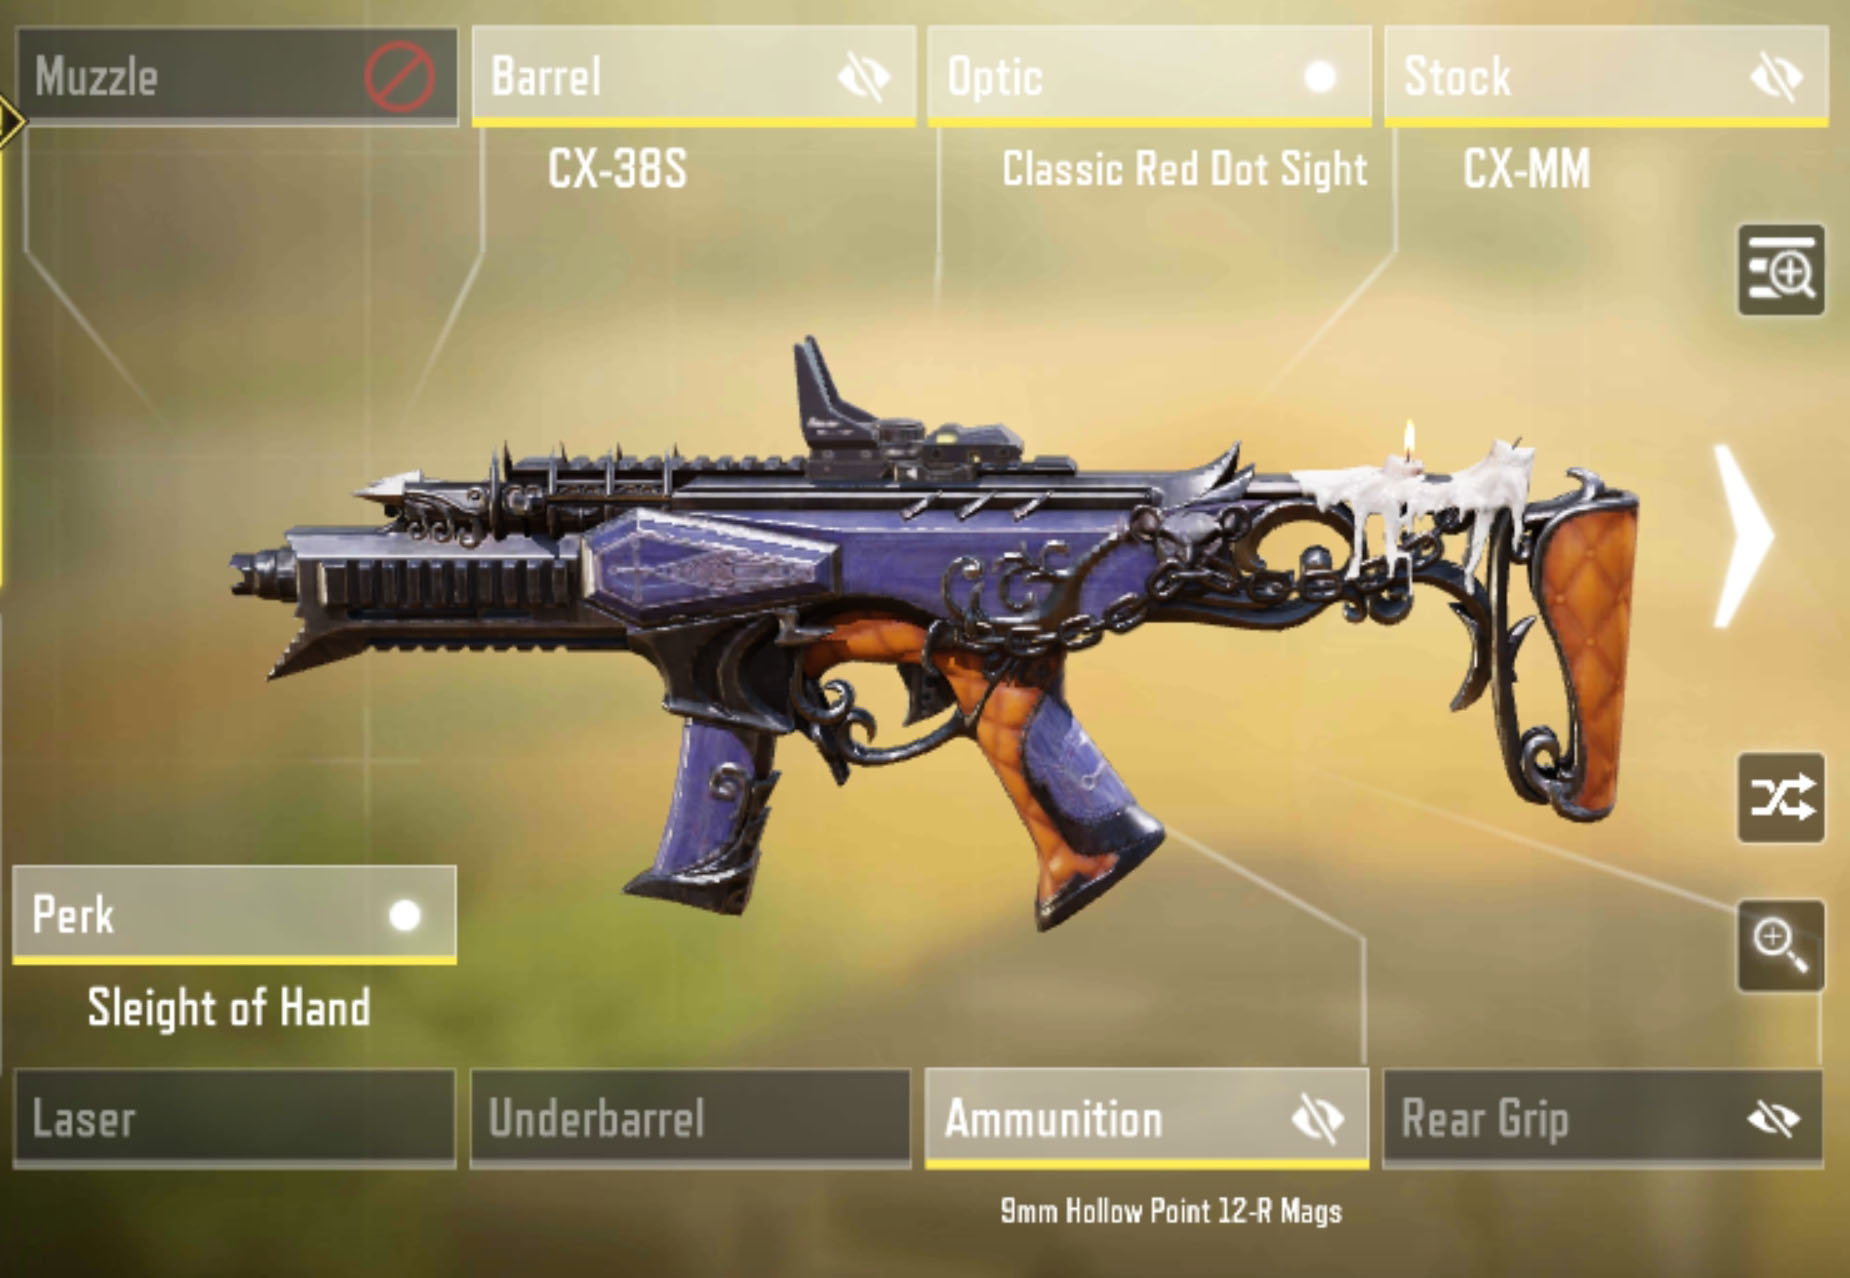 Muzzle
Barrel
Optic
Stock
CX-38S
Classic Red Dot Sight
CX-MM
Perk
Sleight of Hand
Laser
Underbarrel
Ammunition
Rear Grip
9mm Hollow Point 12-R Mags